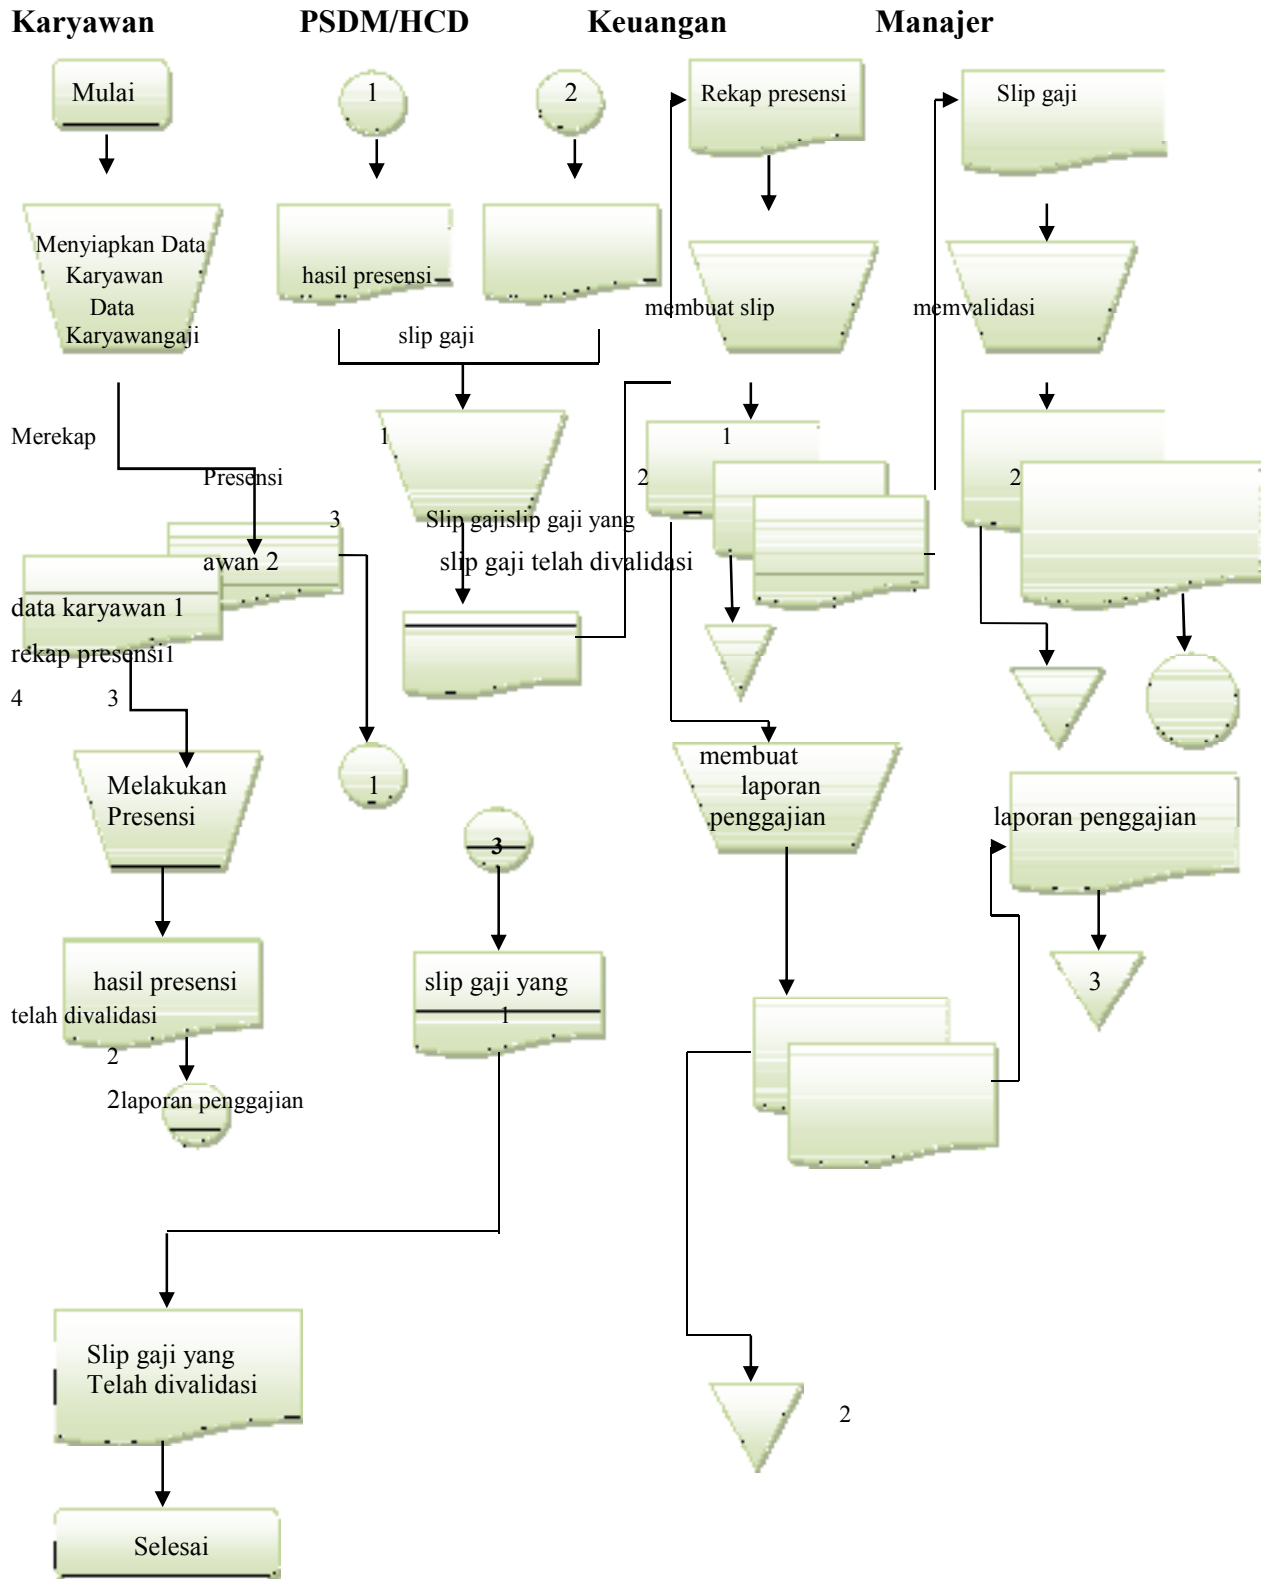 Karyawan PSDM/HCD Keuangan Manajer
Mulai 1 2 Rekap presensi Slip gaji
Menyiapkan Data
Karyawan hasil presensi
Data membuat slip memvalidasi
Karyawangaji slip gaji
Merekap 1 1
Presensi 2 2
3 Slip gajislip gaji yang
awan 2 slip gaji telah divalidasi
data karyawan 1
rekap presensi1
4 3
Melakukan 1 membuat
Presensi laporan
penggajian laporan penggajian
3
hasil presensi slip gaji yang 3
telah divalidasi 1
2
2laporan penggajian
Slip gaji yang
Telah divalidasi
2
Selesai